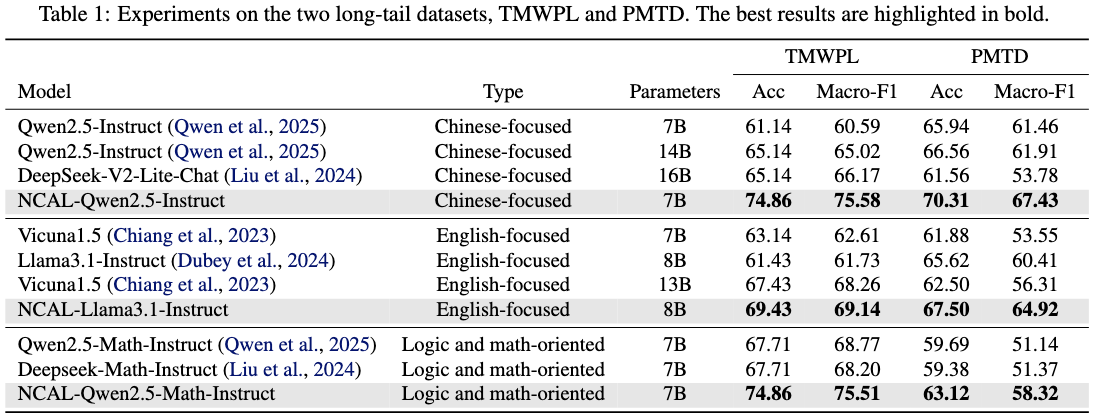 Table 1: Experiments on the two long-tail datasets, TMWPL and PMTD. The best results are highlighted in bold.
TMWPL PMTD
Model Type Parameters Acc Macro-F1 Acc Macro-F1
Qwen2.5-Instruct (Qwen et al., 2025) Chinese-focused 7B 61.14 60.59 65.94 61.46
Qwen2.5-Instruct (Qwen et al., 2025) Chinese-focused 14B 65.14 65.02 66.56 61.91
DeepSeek-V2-Lite-Chat (Liu et al., 2024) Chinese-focused 16B 65.14 66.17 61.56 53.78
NCAL-Qwen2.5-Instruct Chinese-focused 7B 74.86 75.58 70.31 67.43
Vicuna1.5 (Chiang et al., 2023) English-focused 7B 63.14 62.61 61.88 53.55
Llama3.1-Instruct (Dubey et al., 2024) English-focused 8B 61.43 61.73 65.62 60.41
Vicuna1.5 (Chiang et al., 2023) English-focused 13B 67.43 68.26 62.50 56.31
NCAL-Llama3.1-Instruct English-focused 8B 69.43 69.14 67.50 64.92
Qwen2.5-Math-Instruct (Qwen et al., 2025) Logic and math-oriented 7B 67.71 68.77 59.69 51.14
Deepseek-Math-Instruct (Liu et al., 2024) Logic and math-oriented 7B 67.71 68.20 59.38 51.37
NCAL-Qwen2.5-Math-Instruct Logic and math-oriented 7B 74.86 75.51 63.12 58.32